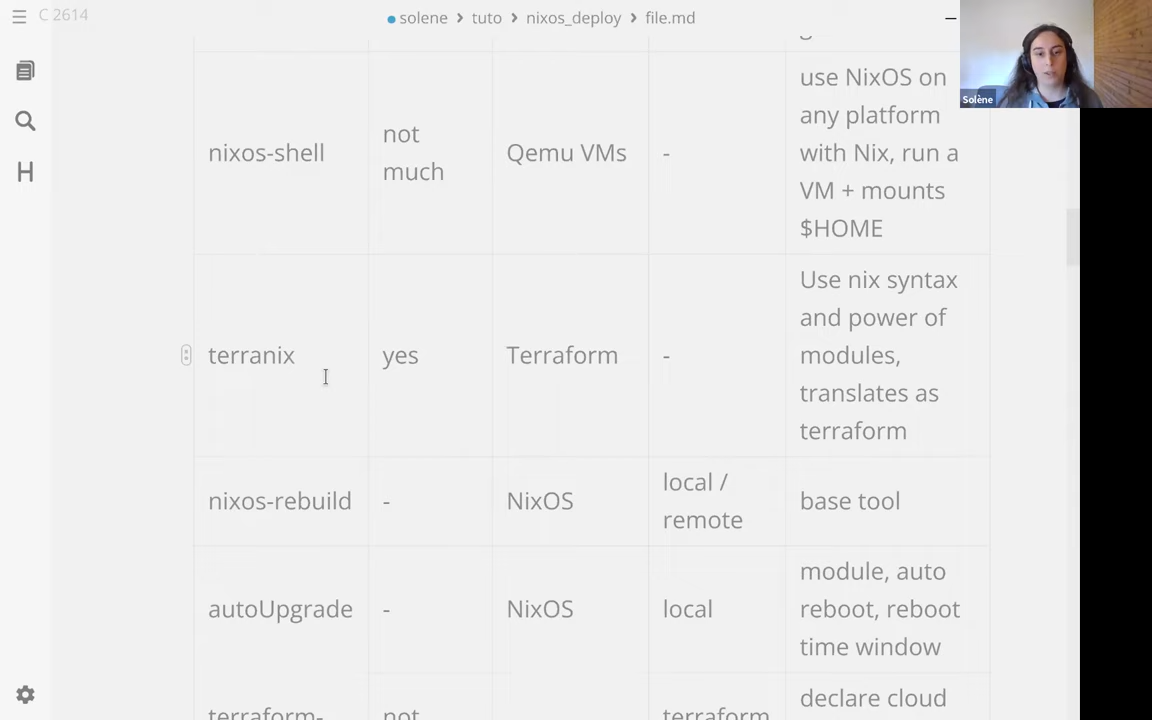 C 2614
solene > tuto > nixos_deploy > file.md
Solène
nixos-shell
not
much
Qemu VMs
-
use NixOS on
any platform
with Nix, run a
VM + mounts
$HOME
terranix
yes
Terraform
-
Use nix syntax
and power of
modules,
translates as
terraform
nixos-rebuild
-
NixOS
local /
remote
base tool
autoUpgrade
-
NixOS
local
module, auto
reboot, reboot
time window
terraform-
not
terraform
declare cloud